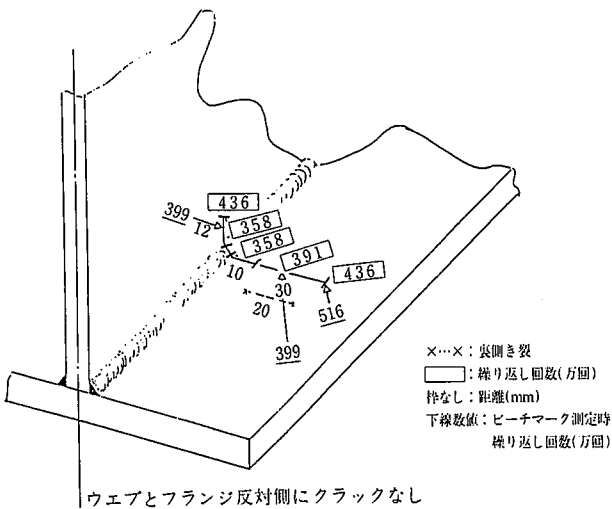 436
399
12
358
358
391
10
436
30
20
516
399
×…×：裏側き裂
：繰り返し回数(万回)
枠なし：距離(mm)
下線数値：ビーチマーク測定時
繰り返し回数(万回)
ウエブとフランジ反対側にクラックなし